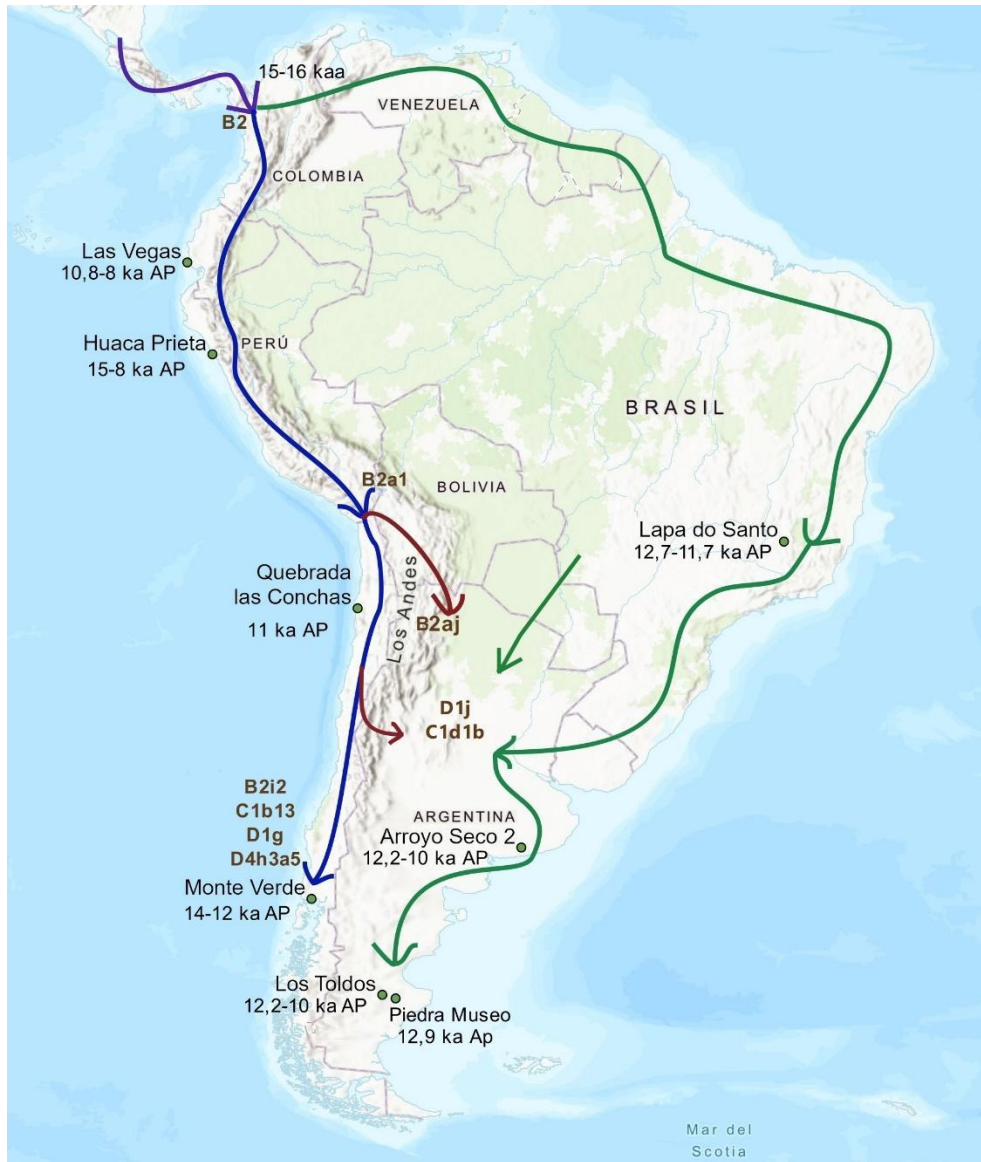 15-16 kaa
VENEZUELA
B2
COLOMBIA
Las Vegas
10,8-8 ka AP
Huaca Prieta
15-8 ka AP
PERÚ
BRASIL
B2a1
BOLIVIA
Lapa do Santo
12,7-11,7 ka AP
Quebrada
las Conchas
11 ka AP
Los Andes
B2aj
D1j
C1d1b
B2i2
C1b13
D1g
D4h3a5
Monte Verde
14-12 ka AP
ARGENTINA
Arroyo Seco 2
12,2-10 ka AP
Los Toldos
12,2-10 ka AP
Piedra Museo
12,9 ka Ap
Mar del
Scotia